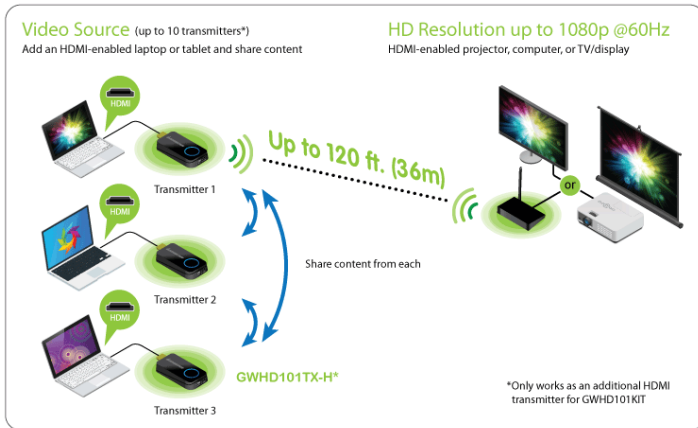 Video Source (up to 10 transmitters*)
Add an HDMI-enabled laptop or tablet and share content
HD Resolution up to 1080p @60Hz
HDMI-enabled projector, computer, or TV/display
HDMI
Transmitter 1
Up to 120 ft. (36m)
or
HDMI
Transmitter 2
Share content from each
HDMI
Transmitter 3
GWHD101TX-H*
*Only works as an additional HDMI
transmitter for GWHD101KIT